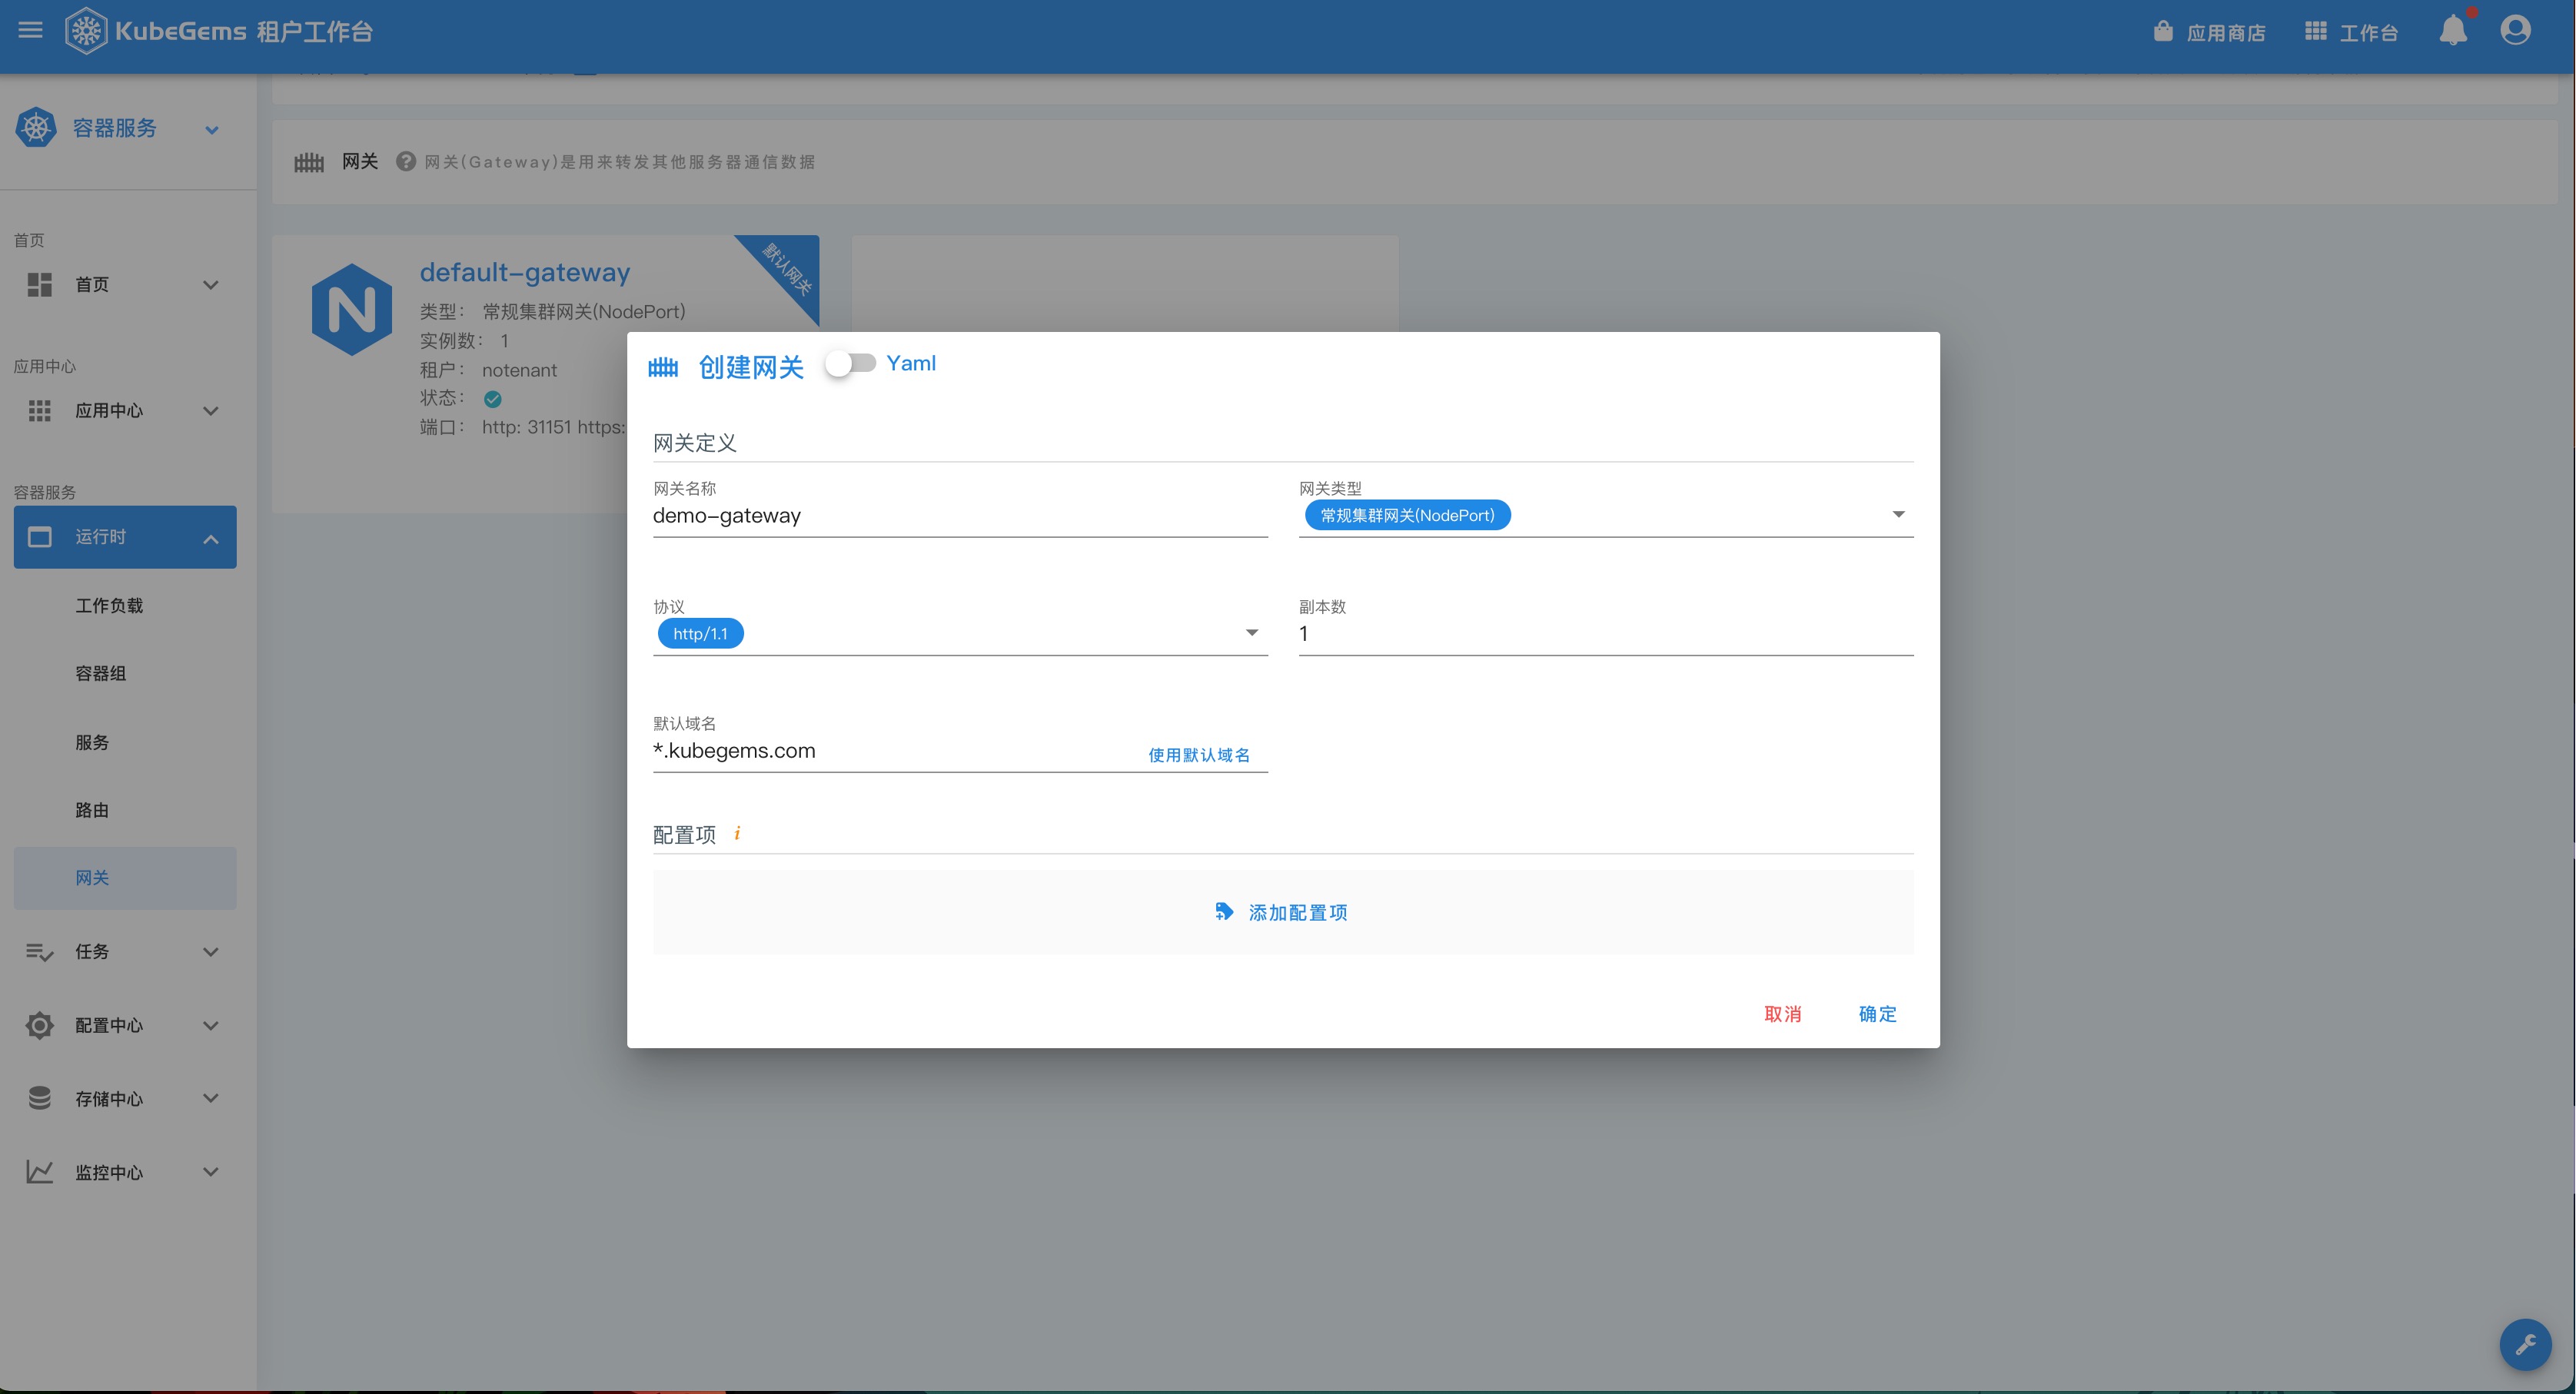 KubeGems 租户工作台
应用商店
工作台
容器服务
首页
首页
应用中心
应用中心
容器服务
运行时
工作负载
容器组
服务
路由
网关
任务
配置中心
存储中心
监控中心
网关 网关(Gateway)是用来转发其他服务器通信数据
default-gateway
默认网关
类型： 常规集群网关(NodePort)
实例数： 1
租户： notenant
状态：
端口： http: 31151 https:
创建网关 Yaml
网关定义
网关名称
demo-gateway
网关类型
常规集群网关(NodePort)
协议
http/1.1
副本数
1
默认域名
*.kubegems.com
使用默认域名
配置项
添加配置项
取消
确定